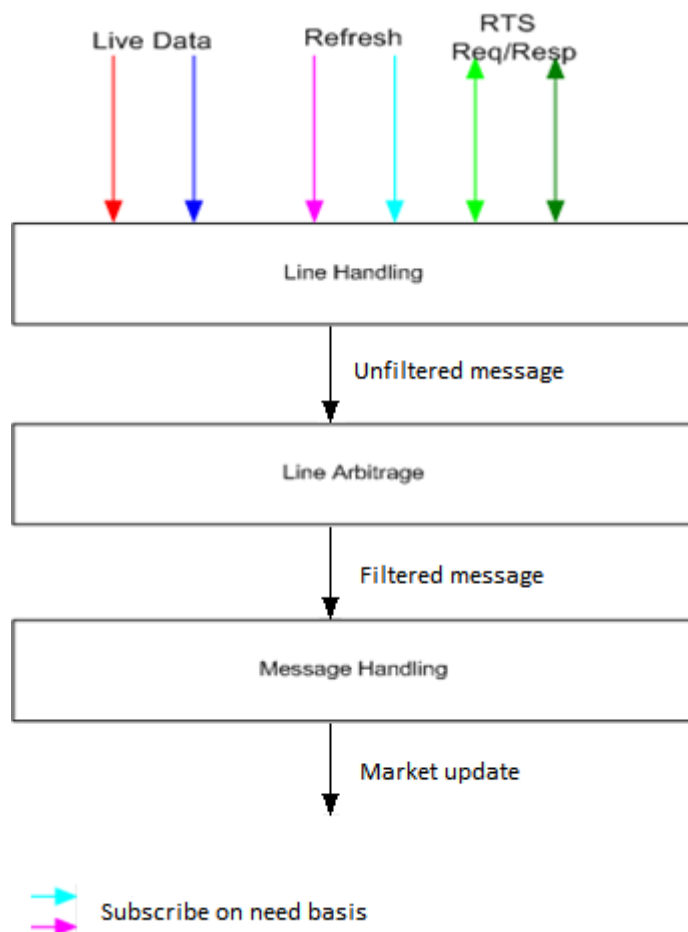 Live Data
Refresh
RTS
Req/Resp
Line Handling
Unfiltered message
Line Arbitrage
Filtered message
Message Handling
Market update
Subscribe on need basis